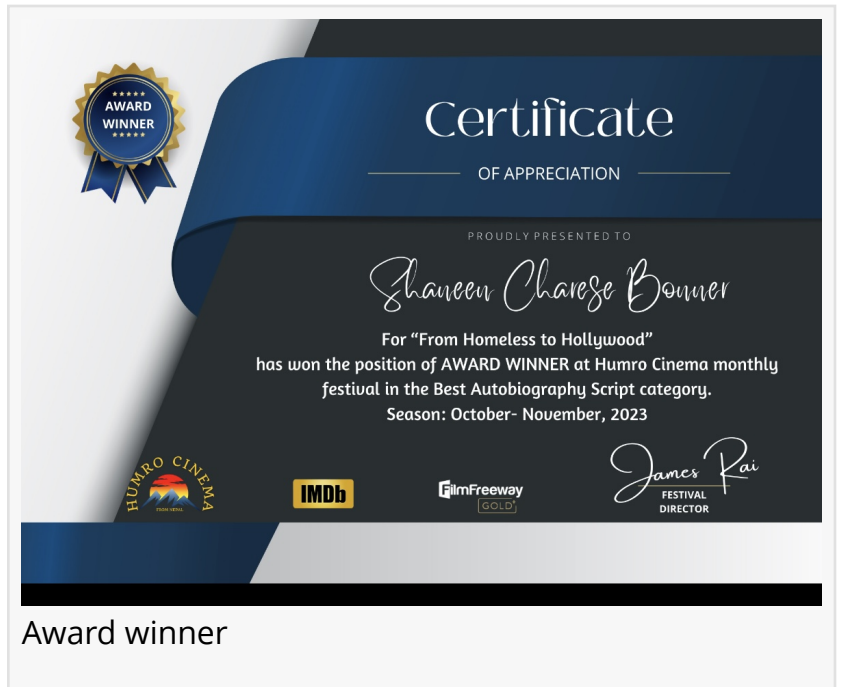 AWARD
WINNER
Certificate
OF APPRECIATION
PROUDLY PRESENTED TO
Shaneen Charese Bonner
For “From Homeless to Hollywood”
has won the position of AWARD WINNER at Humro Cinema monthly
festival in the Best Autobiography Script category.
Season: October- November, 2023
HUMRO CINEMA
FROM NEPAL
IMDb
FilmFreeway
GOLD
James Rai
FESTIVAL
DIRECTOR
Award winner